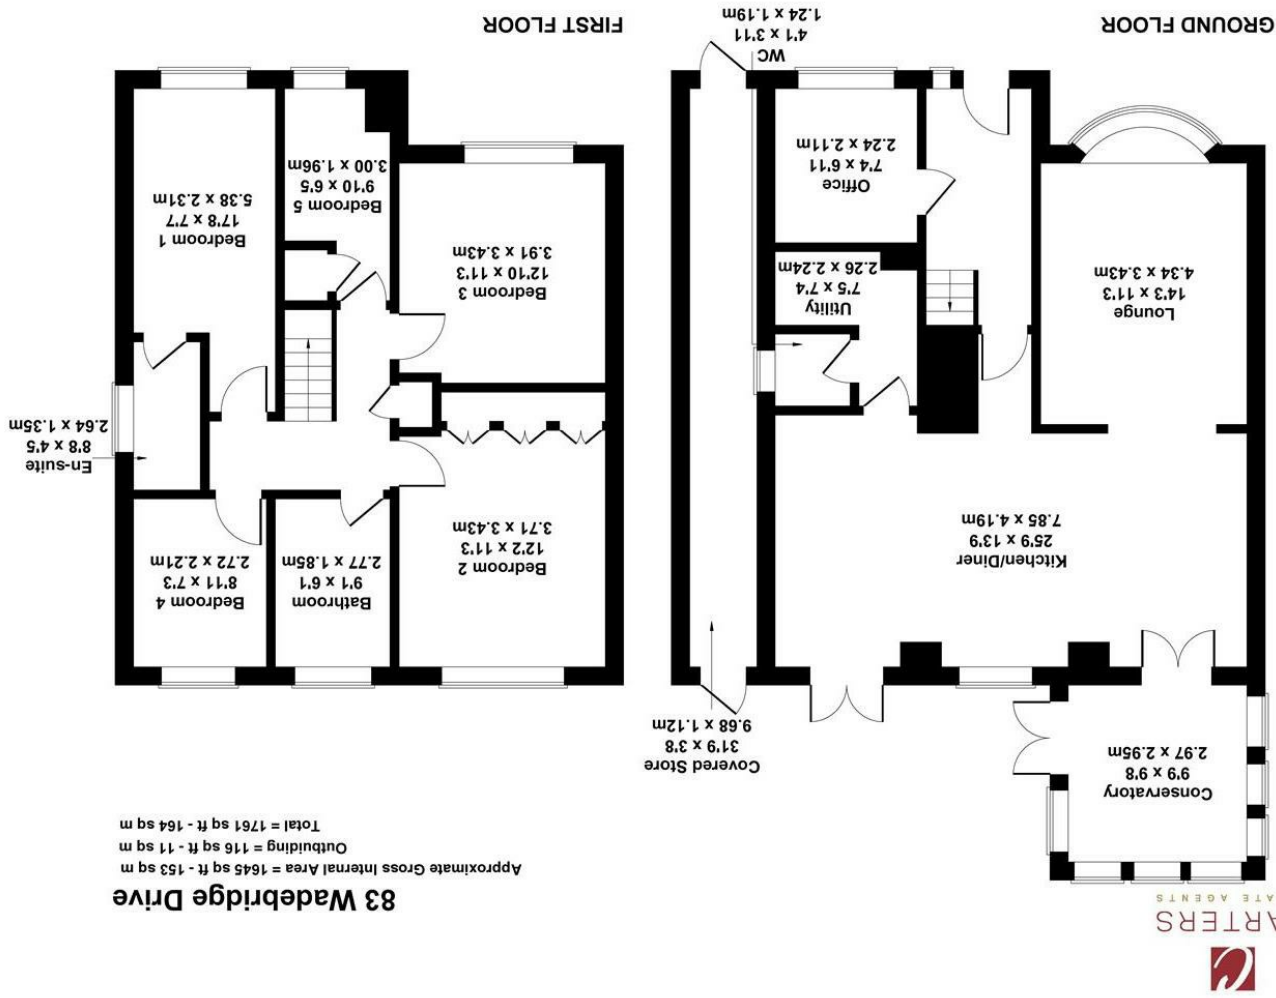 ARTERS
ATE AGENTS
83 Wadebridge Drive
Approximate Gross Internal Area = 1645 sq ft - 153 sq m
Outbuiding = 116 sq ft - 11 sq m
Total = 1761 sq ft - 164 sq m
Conservatory
9'9 x 9'8
2.97 x 2.95m
Covered Store
31'9 x 3'8
9.68 x 1.12m
Kitchen/Diner
25'9 x 13'9
7.85 x 4.19m
Lounge
14'3 x 11'3
4.34 x 3.43m
Utility
7'5 x 7'4
2.26 x 2.24m
Office
7'4 x 6'11
2.24 x 2.11m
WC
4'1 x 3'11
1.24 x 1.19m
GROUND FLOOR
Bedroom 2
12'2 x 11'3
3.71 x 3.43m
Bathroom
9'1 x 6'1
2.77 x 1.85m
Bedroom 4
8'11 x 7'3
2.72 x 2.21m
En-suite
8'8 x 4'5
2.64 x 1.35m
Bedroom 3
12'10 x 11'3
3.91 x 3.43m
Bedroom 5
9'10 x 6'5
3.00 x 1.96m
Bedroom 1
17'8 x 7'7
5.38 x 2.31m
FIRST FLOOR